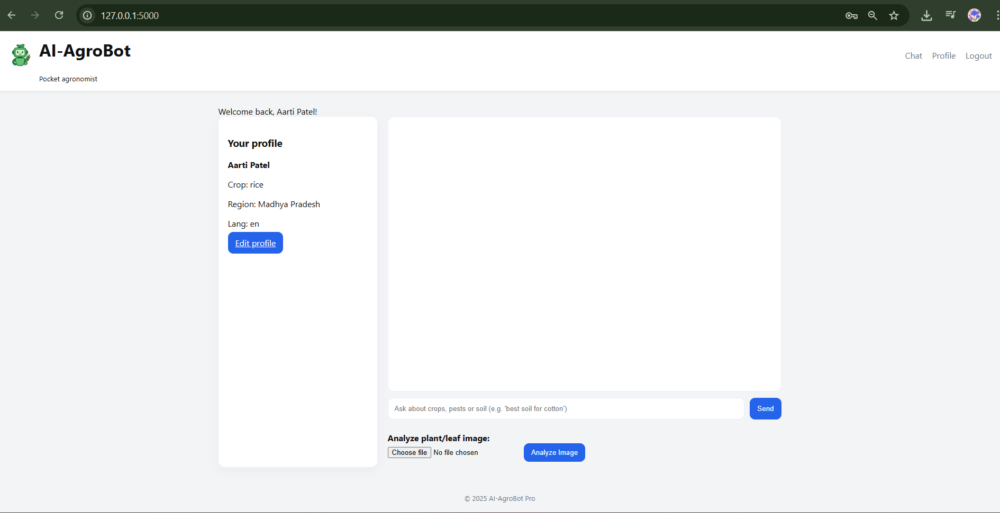 127.0.0.1:5000
AI-AgroBot
Pocket agronomist
Chat Profile Logout
Welcome back, Aarti Patel!
Your profile
Aarti Patel
Crop: rice
Region: Madhya Pradesh
Lang: en
Edit profile
Ask about crops, pests or soil (e.g. 'best soil for cotton')
Send
Analyze plant/leaf image:
Choose file No file chosen
Analyze Image
© 2025 AI-AgroBot Pro